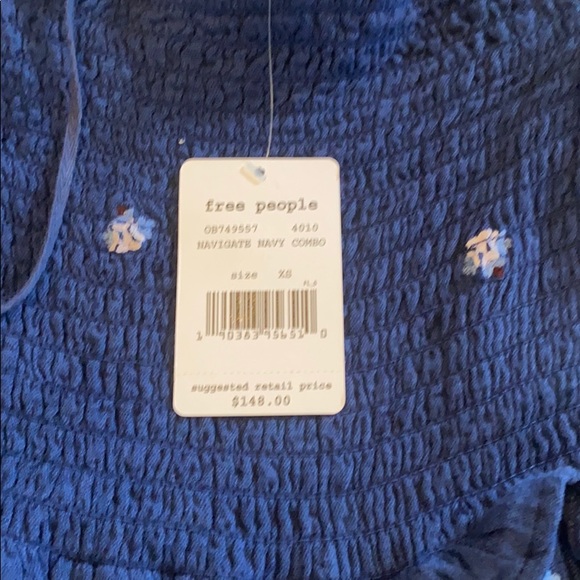 free people
OB749557 4010
NAVIGATE NAVY COMBO
size XS
suggested retail price
$148.00